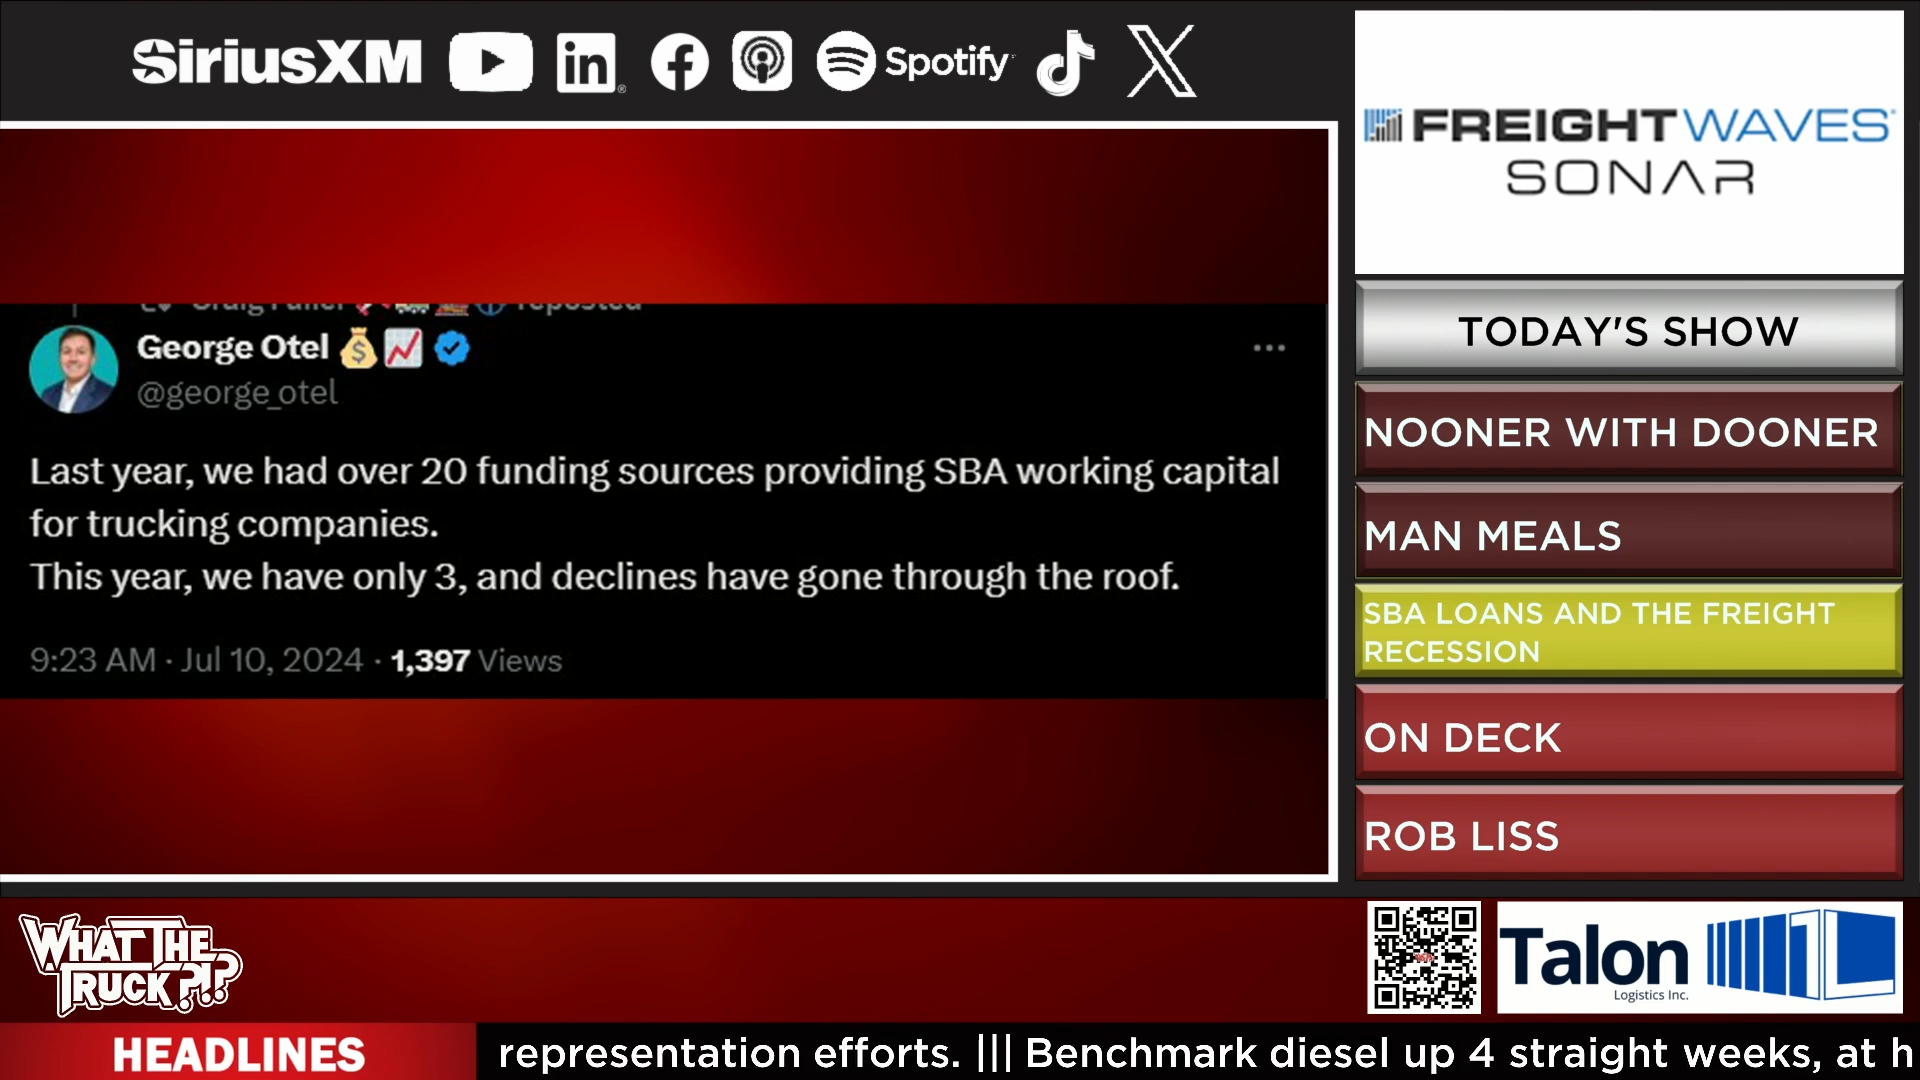 SiriusXM
in
Spotify
FREIGHTWAVES
SONAR
TODAY'S SHOW
NOONER WITH DOONER
MAN MEALS
SBA LOANS AND THE FREIGHT
RECESSION
ON DECK
ROB LISS
reposted
George Otel
@george_otel
Last year, we had over 20 funding sources providing SBA working capital
for trucking companies.
This year, we have only 3, and declines have gone through the roof.
9:23 AM · Jul 10, 2024 · 1,397 Views
WHAT THE
TRUCK?!?
Talon
Logistics Inc.
HEADLINES
representation efforts. ||| Benchmark diesel up 4 straight weeks, at h